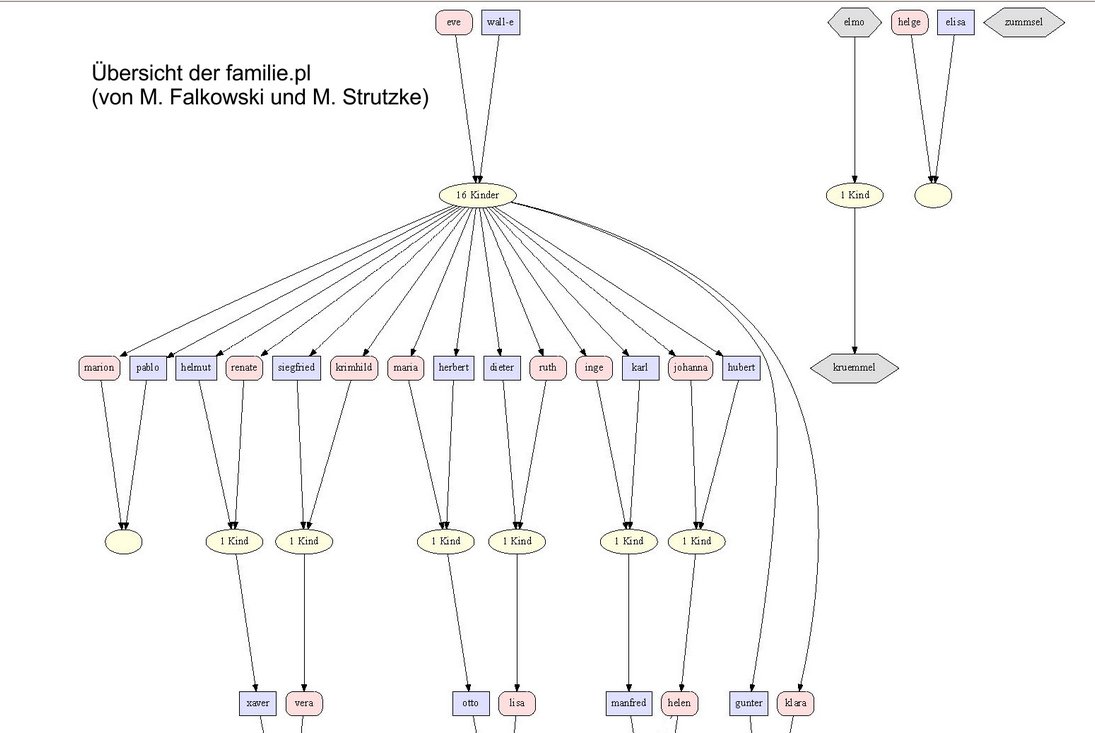 eve wall-e elmo helge elisa zummsel
Übersicht der familie.pl
(von M. Falkowski und M. Strutzke)
16 Kinder 1 Kind
marion pablo helmut renate siegfried krimhild maria herbert dieter ruth inge karl johanna hubert kruemmel
1 Kind 1 Kind 1 Kind 1 Kind 1 Kind 1 Kind
xaver vera otto lisa manfred helen gunter klara